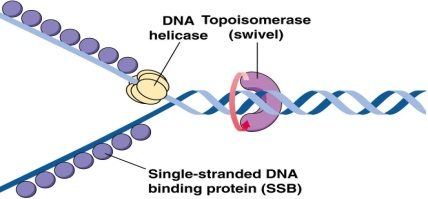 DNA
helicase
Topoisomerase
(swivel)
Single-stranded DNA
binding protein (SSB)